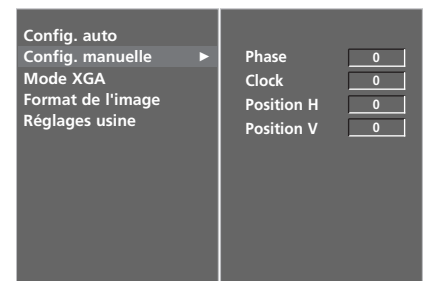 Config. auto
Config. manuelle ►
Mode XGA
Format de l'image
Réglages usine
Phase 0
Clock 0
Position H 0
Position V 0